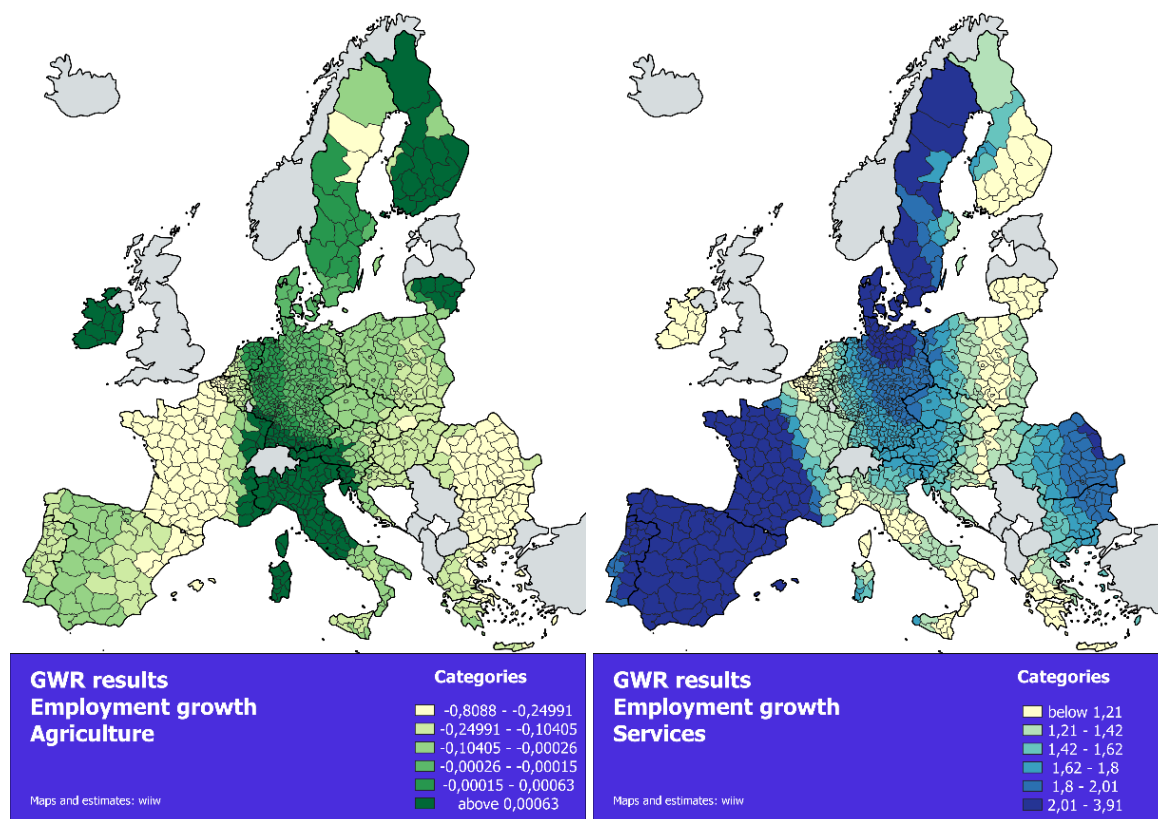 GWR results
Employment growth
Agriculture
Maps and estimates: wiiw
Categories
-0,8088 - -0,24991
-0,24991 - -0,10405
-0,10405 - -0,00026
-0,00026 - -0,00015
-0,00015 - 0,00063
above 0,00063
GWR results
Employment growth
Services
Maps and estimates: wiiw
Categories
below 1,21
1,21 - 1,42
1,42 - 1,62
1,62 - 1,8
1,8 - 2,01
2,01 - 3,91